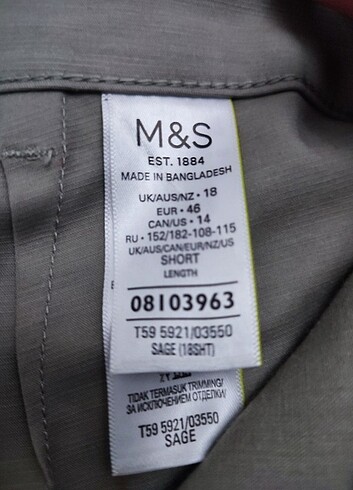 M&S
EST. 1884
MADE IN BANGLADESH
UK/AUS/NZ • 18
EUR • 46
CAN/US • 14
RU • 152/182-108-115
UK/AUS/CAN/EUR/NZ/US
SHORT
LENGTH
08103963
T59 5921/03550
SAGE (18SHT)
TIDAK TERMASUK TRIMMING/
ЗА ИСКЛЮЧЕНИЕМ ОТДЕЛКИ/
T59 5921/03550
SAGE